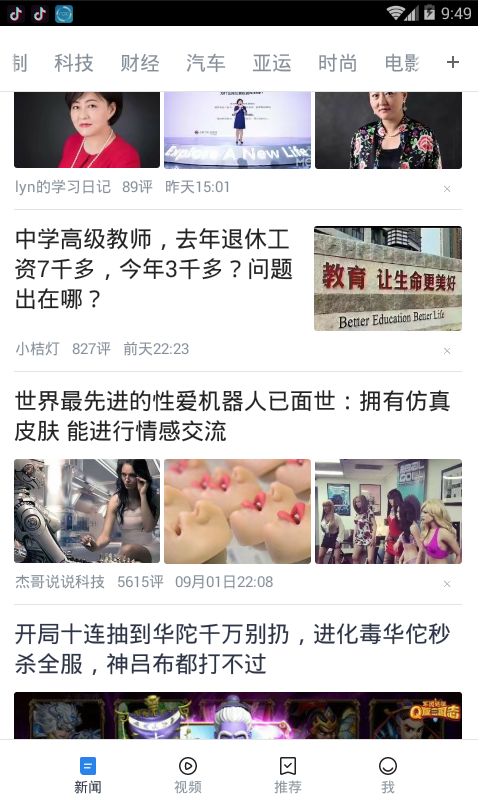 9:49
制 科技 财经 汽车 亚运 时尚 电影 +
Explore A New Life
lyn的学习日记 89评 昨天15:01 ×
中学高级教师，去年退休工
资7千多，今年3千多？问题
出在哪？
教育 让生命更美好
Better Education Better Life
小桔灯 827评 前天22:23 ×
世界最先进的性爱机器人已面世：拥有仿真
皮肤 能进行情感交流
杰哥说说科技 5615评 09月01日22:08 ×
开局十连抽到华陀千万别扔，进化毒华佗秒
杀全服，神吕布都打不过
新闻 视频 推荐 我